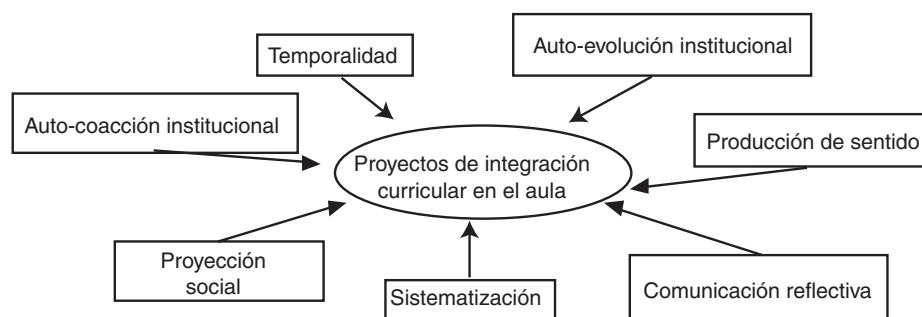 Temporalidad
Auto-evolución institucional
Auto-coacción institucional
Producción de sentido
Proyectos de integración
curricular en el aula
Proyección
social
Sistematización
Comunicación reflectiva